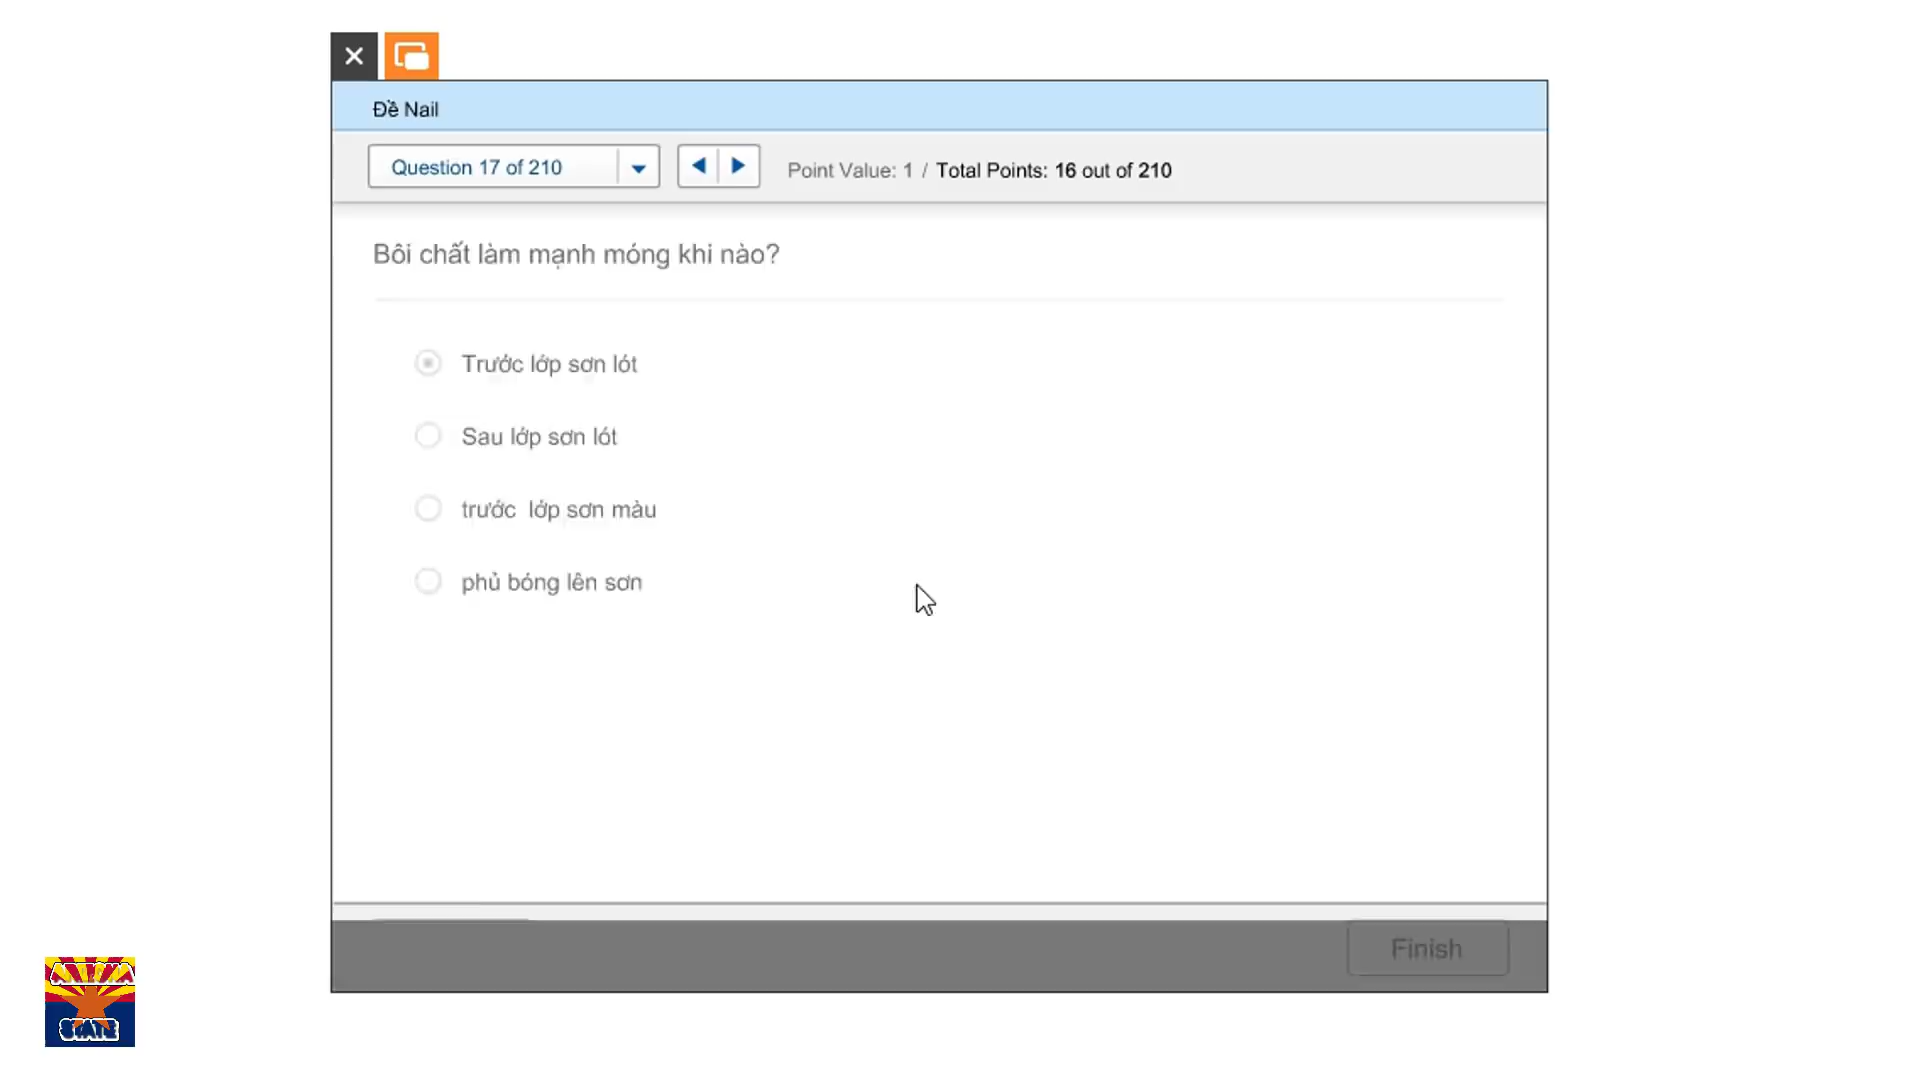 Đề Nail
Question 17 of 210
Point Value: 1 / Total Points: 16 out of 210
Bôi chất làm mạnh móng khi nào?
Trước lớp sơn lót
Sau lớp sơn lót
trước lớp sơn màu
phủ bóng lên sơn
Finish
ARIZONA
STATE